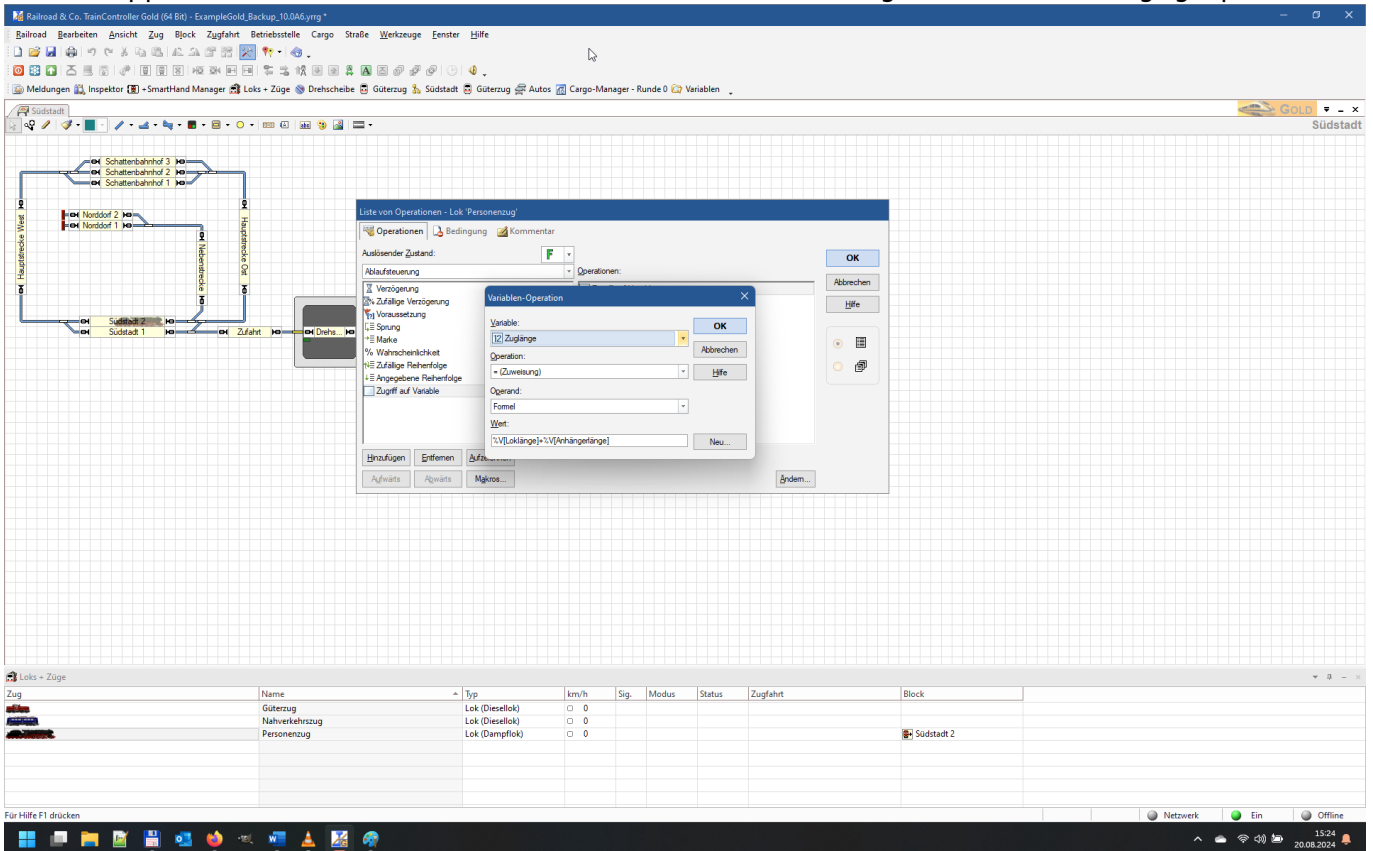 Railroad & Co. TrainController Gold (64 Bit) - ExampleGold_Backup_10.0A6.yrrg *
Railroad Bearbeiten Ansicht Zug Block Zugfahrt Betriebsstelle Cargo Straße Werkzeuge Fenster Hilfe
Meldungen Inspektor +SmartHand Manager Loks + Züge Drehscheibe Güterzug Südstadt Güterzug Autos Cargo-Manager - Runde 0 Variablen
Südstadt
GOLD
Südstadt
Schattenbahnhof 3
Schattenbahnhof 2
Schattenbahnhof 1
Norddorf 2
Norddorf 1
Hauptstrecke West
Nebenstrecke
Hauptstrecke Ost
Südstadt 2
Südstadt 1
Zufahrt
Drehs...
Liste von Operationen - Lok 'Personenzug'
Operationen Bedingung Kommentar
Auslösender Zustand:
F
OK
Ablaufsteuerung
Operationen:
Abbrechen
Hilfe
Verzögerung
Zufällige Verzögerung
Voraussetzung
Sprung
Marke
Wahrscheinlichkeit
Zufällige Reihenfolge
Angegebene Reihenfolge
Zugriff auf Variable
Variablen-Operation
Variable:
12 Zuglänge
OK
Abbrechen
Operation:
= (Zuweisung)
Hilfe
Operand:
Formel
Wert:
%V[Loklänge]+%V[Anhängerlänge]
Neu...
Hinzufügen Entfernen
Aufwärts Abwärts Makros...
Ändern...
Loks + Züge
Zug Name Typ km/h Sig. Modus Status Zugfahrt Block
Güterzug Lok (Diesellok) 0
Nahverkehrszug Lok (Diesellok) 0
Personenzug Lok (Dampflok) 0 Südstadt 2
Für Hilfe F1 drücken
Netzwerk Ein Offline
15:24
20.08.2024